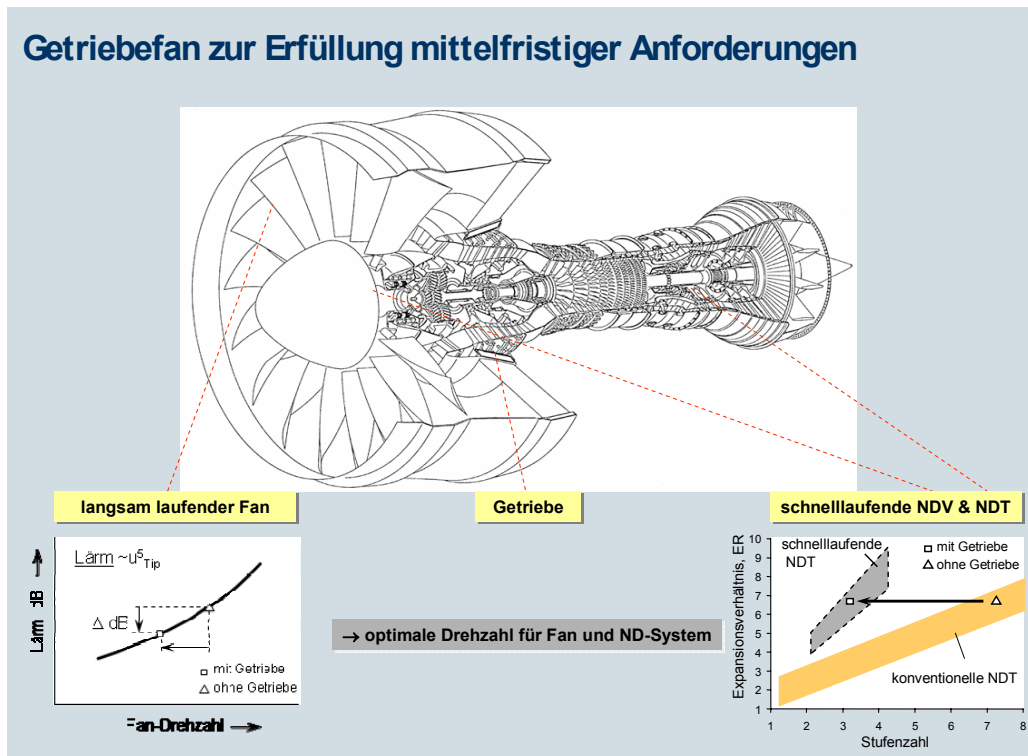 Getriebefan zur Erfüllung mittelfristiger Anforderungen
langsam laufender Fan
Getriebe
schnelllaufende NDV & NDT
Lärm ~u⁵Tip
Δ dB
mit Getriebe
ohne Getriebe
Lärm dB
Fan-Drehzahl
→ optimale Drehzahl für Fan und ND-System
Expansionsverhältnis, ER
10
9
8
7
6
5
4
3
2
1
schnelllaufende
NDT
mit Getriebe
ohne Getriebe
konventionelle NDT
1 2 3 4 5 6 7 8
Stufenzahl